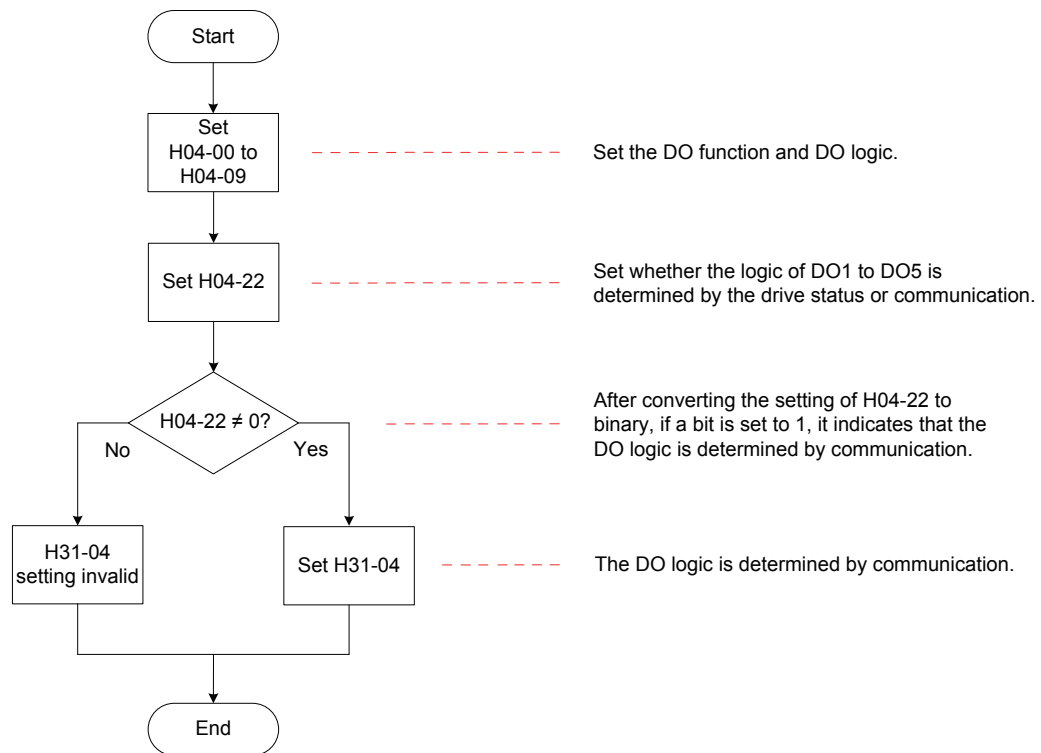 Start
Set
H04-00 to
H04-09
Set the DO function and DO logic.
Set H04-22
Set whether the logic of DO1 to DO5 is
determined by the drive status or communication.
H04-22 ≠ 0?
No
Yes
After converting the setting of H04-22 to
binary, if a bit is set to 1, it indicates that the
DO logic is determined by communication.
H31-04
setting invalid
Set H31-04
The DO logic is determined by communication.
End